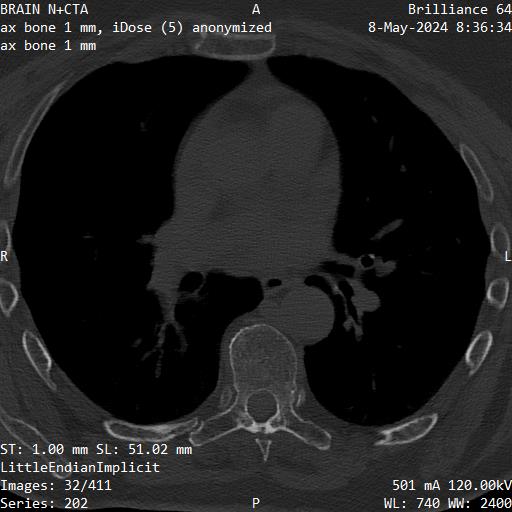 BRAIN N+CTA
ax bone 1 mm, iDose (5) anonymized
ax bone 1 mm
A
Brilliance 64
8-May-2024 8:36:34
R
L
ST: 1.00 mm SL: 51.02 mm
LittleEndianImplicit
Images: 32/411
Series: 202
P
501 mA 120.00kV
WL: 740 WW: 2400